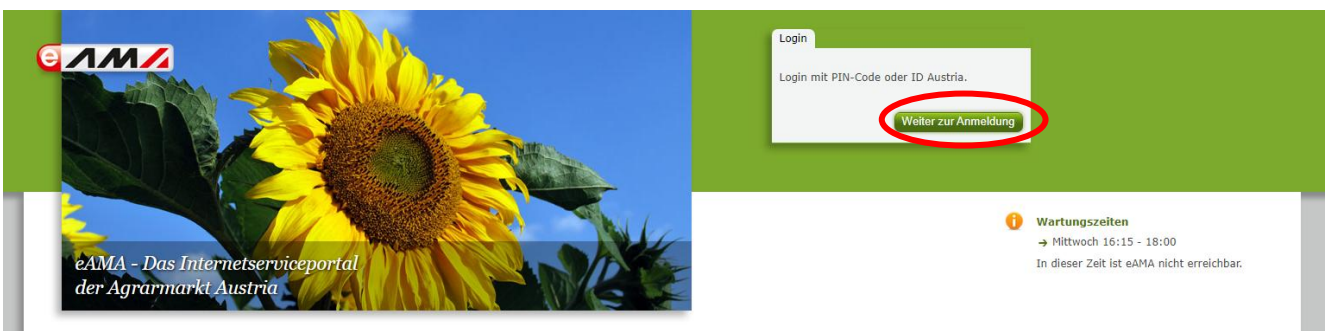 eAMA
Login
Login mit PIN-Code oder ID Austria.
Weiter zur Anmeldung
eAMA - Das Internetserviceportal
der Agrarmarkt Austria
i
Wartungszeiten
→ Mittwoch 16:15 - 18:00
In dieser Zeit ist eAMA nicht erreichbar.